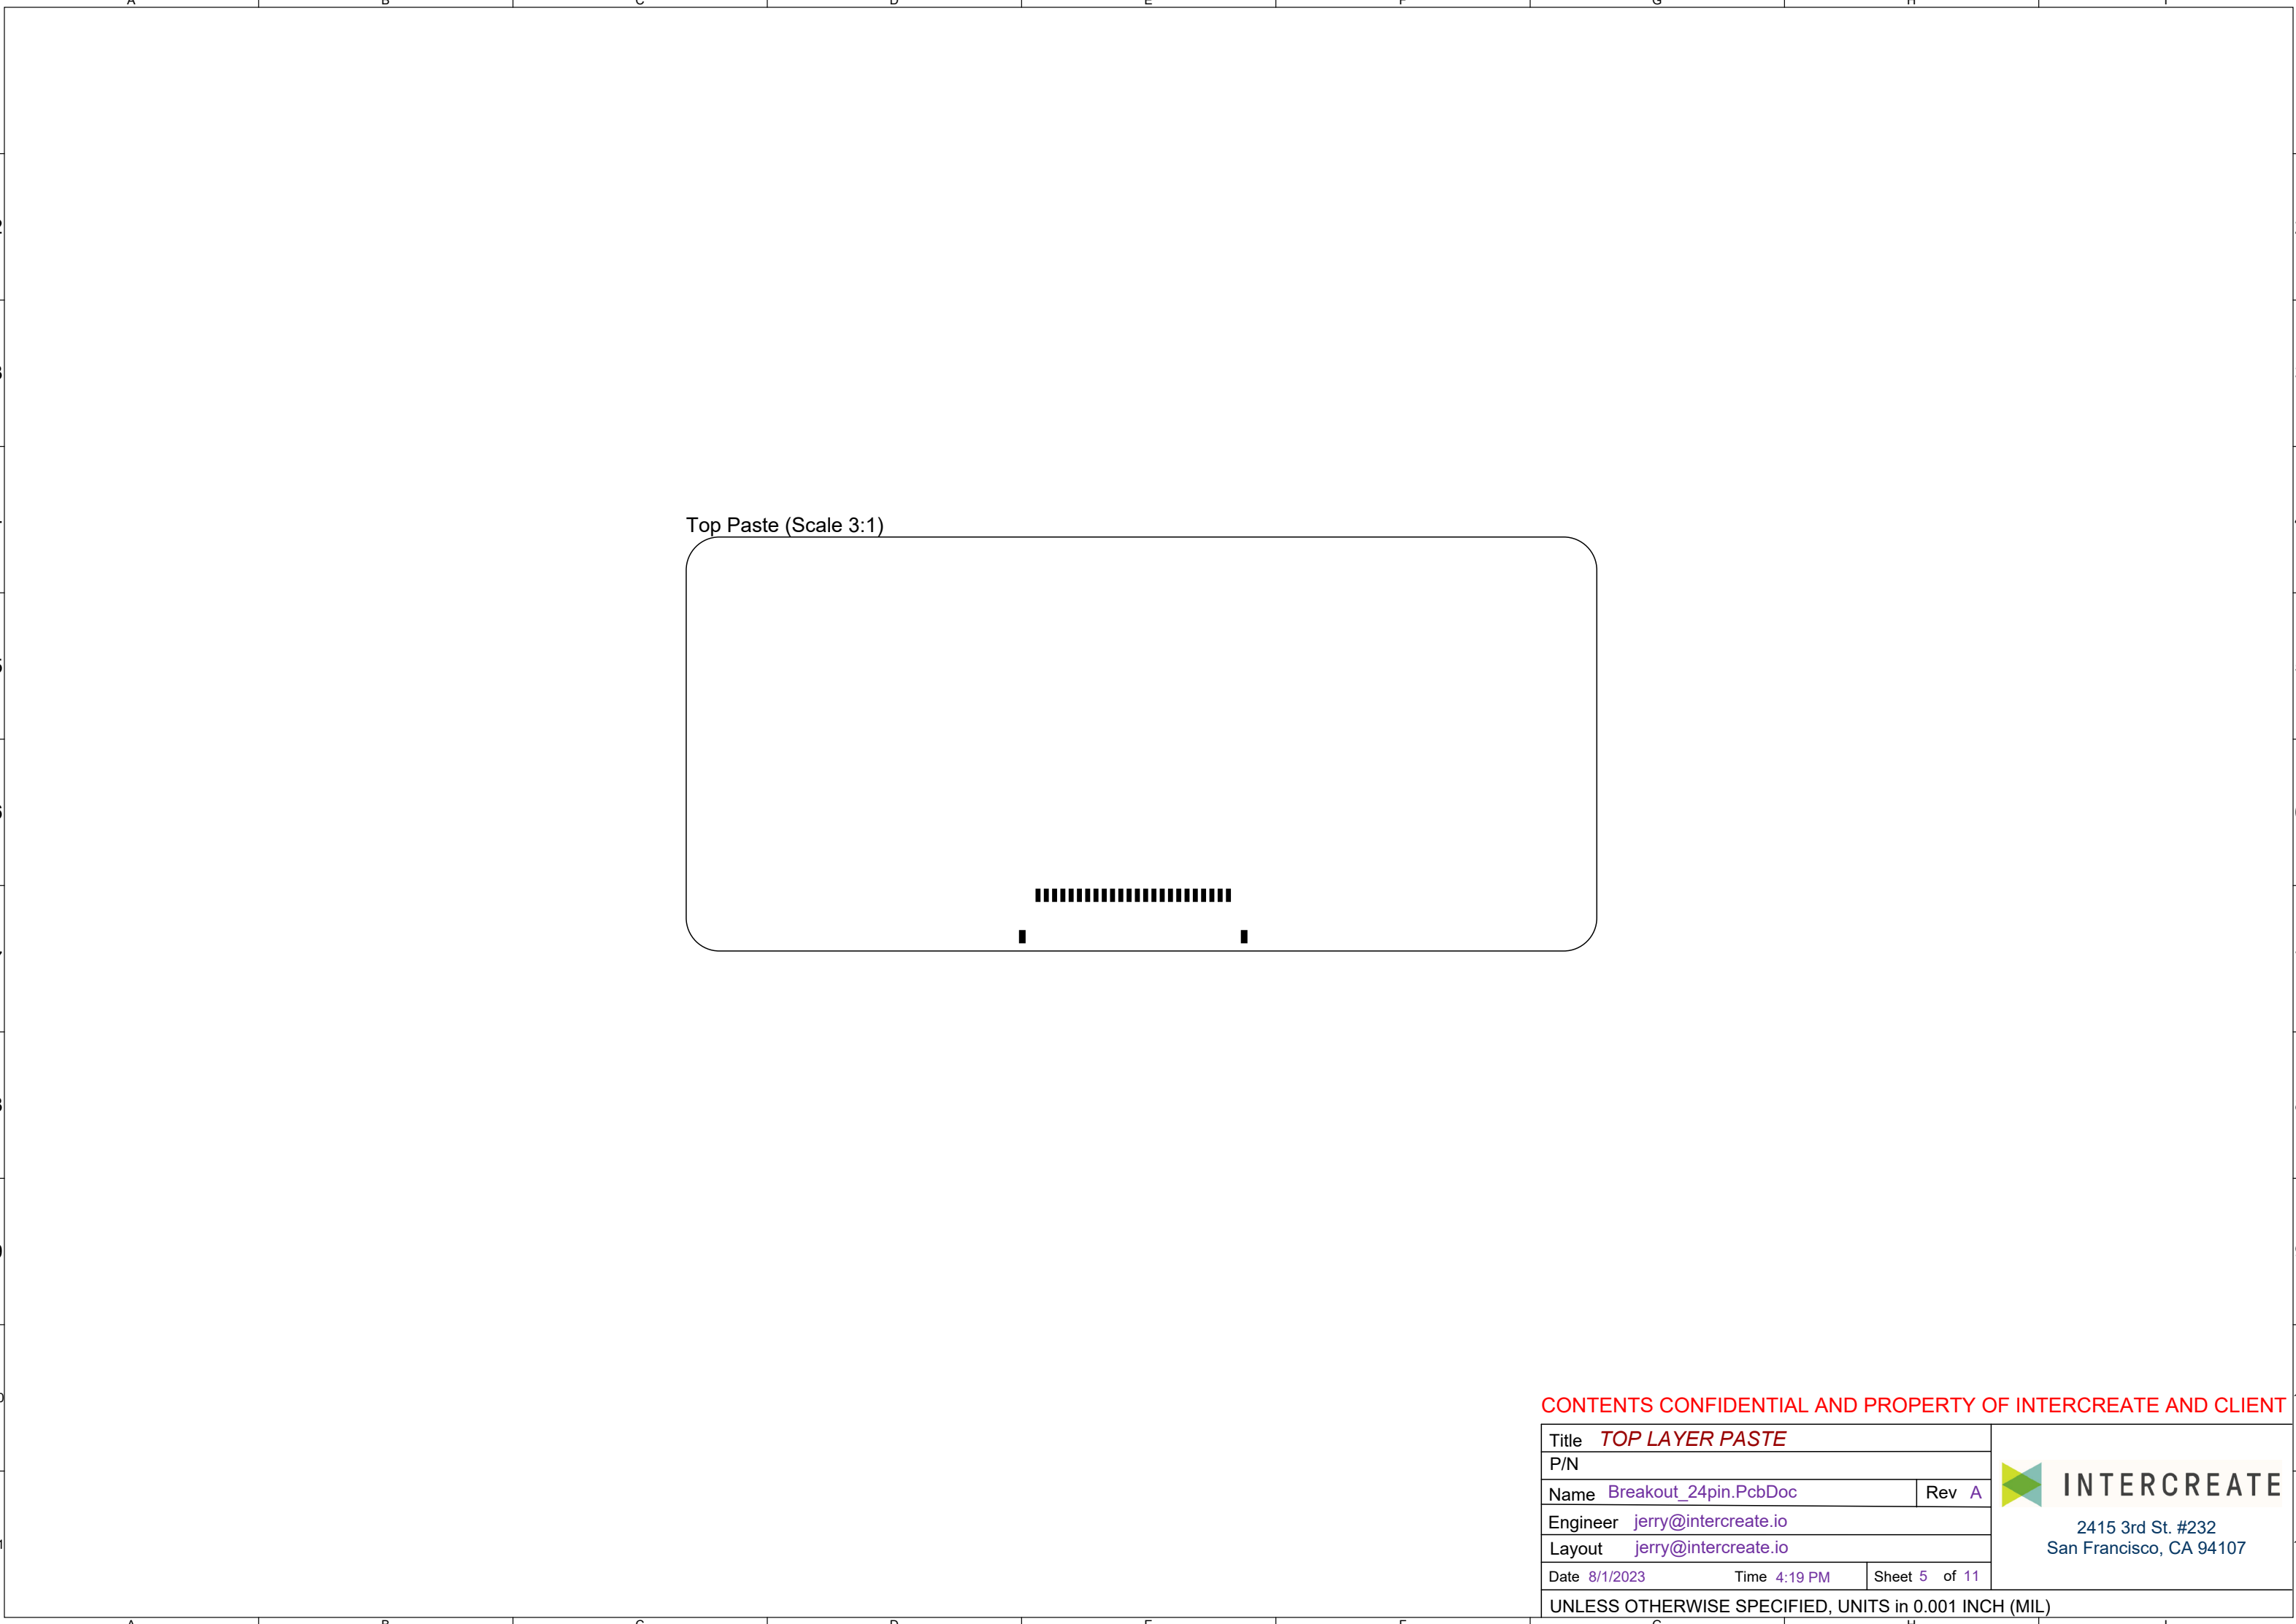 A B C D E F G H I
Top Paste (Scale 3:1)
CONTENTS CONFIDENTIAL AND PROPERTY OF INTERCREATE AND CLIENT
Title TOP LAYER PASTE
P/N
Name Breakout_24pin.PcbDoc Rev A
Engineer jerry@intercreate.io
Layout jerry@intercreate.io
Date 8/1/2023 Time 4:19 PM Sheet 5 of 11
UNLESS OTHERWISE SPECIFIED, UNITS in 0.001 INCH (MIL)
INTERCREATE
2415 3rd St. #232
San Francisco, CA 94107